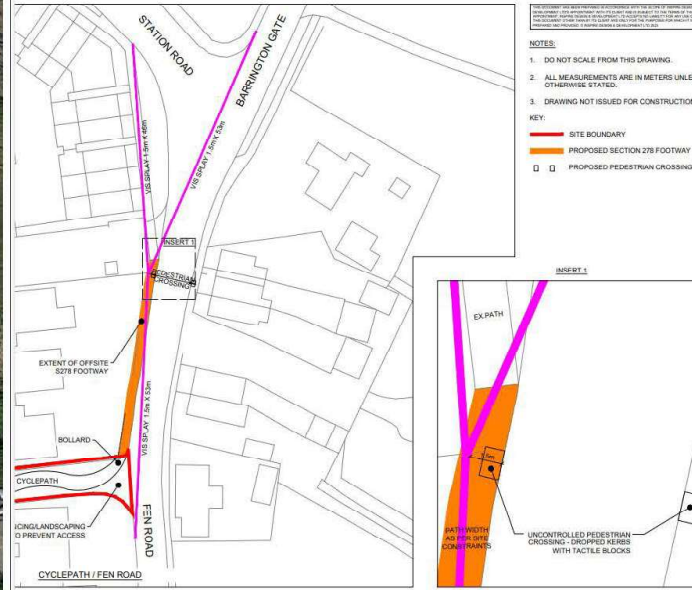 NOTES:
1. DO NOT SCALE FROM THIS DRAWING.
2. ALL MEASUREMENTS ARE IN METERS UNLE
OTHERWISE STATED.
3. DRAWING NOT ISSUED FOR CONSTRUCTION
KEY:
SITE BOUNDARY
PROPOSED SECTION 278 FOOTWAY
PROPOSED PEDESTRIAN CROSSING
STATION ROAD
BARRINGTON GATE
VIS SPLAY 1.5m X 46m
VIS SPLAY 1.5m X 53m
INSERT 1
PEDESTRIAN
CROSSING
EXTENT OF OFFSITE
S278 FOOTWAY
VIS SPLAY 1.5m X 53m
BOLLARD
CYCLEPATH
NCING/LANDSCAPING
O PREVENT ACCESS
FEN ROAD
CYCLEPATH / FEN ROAD
INSERT 1
EX.PATH
PATH WIDTH
AS PER SITE
CONSTRAINTS
UNCONTROLLED PEDESTRIAN
CROSSING - DROPPED KERBS
WITH TACTILE BLOCKS